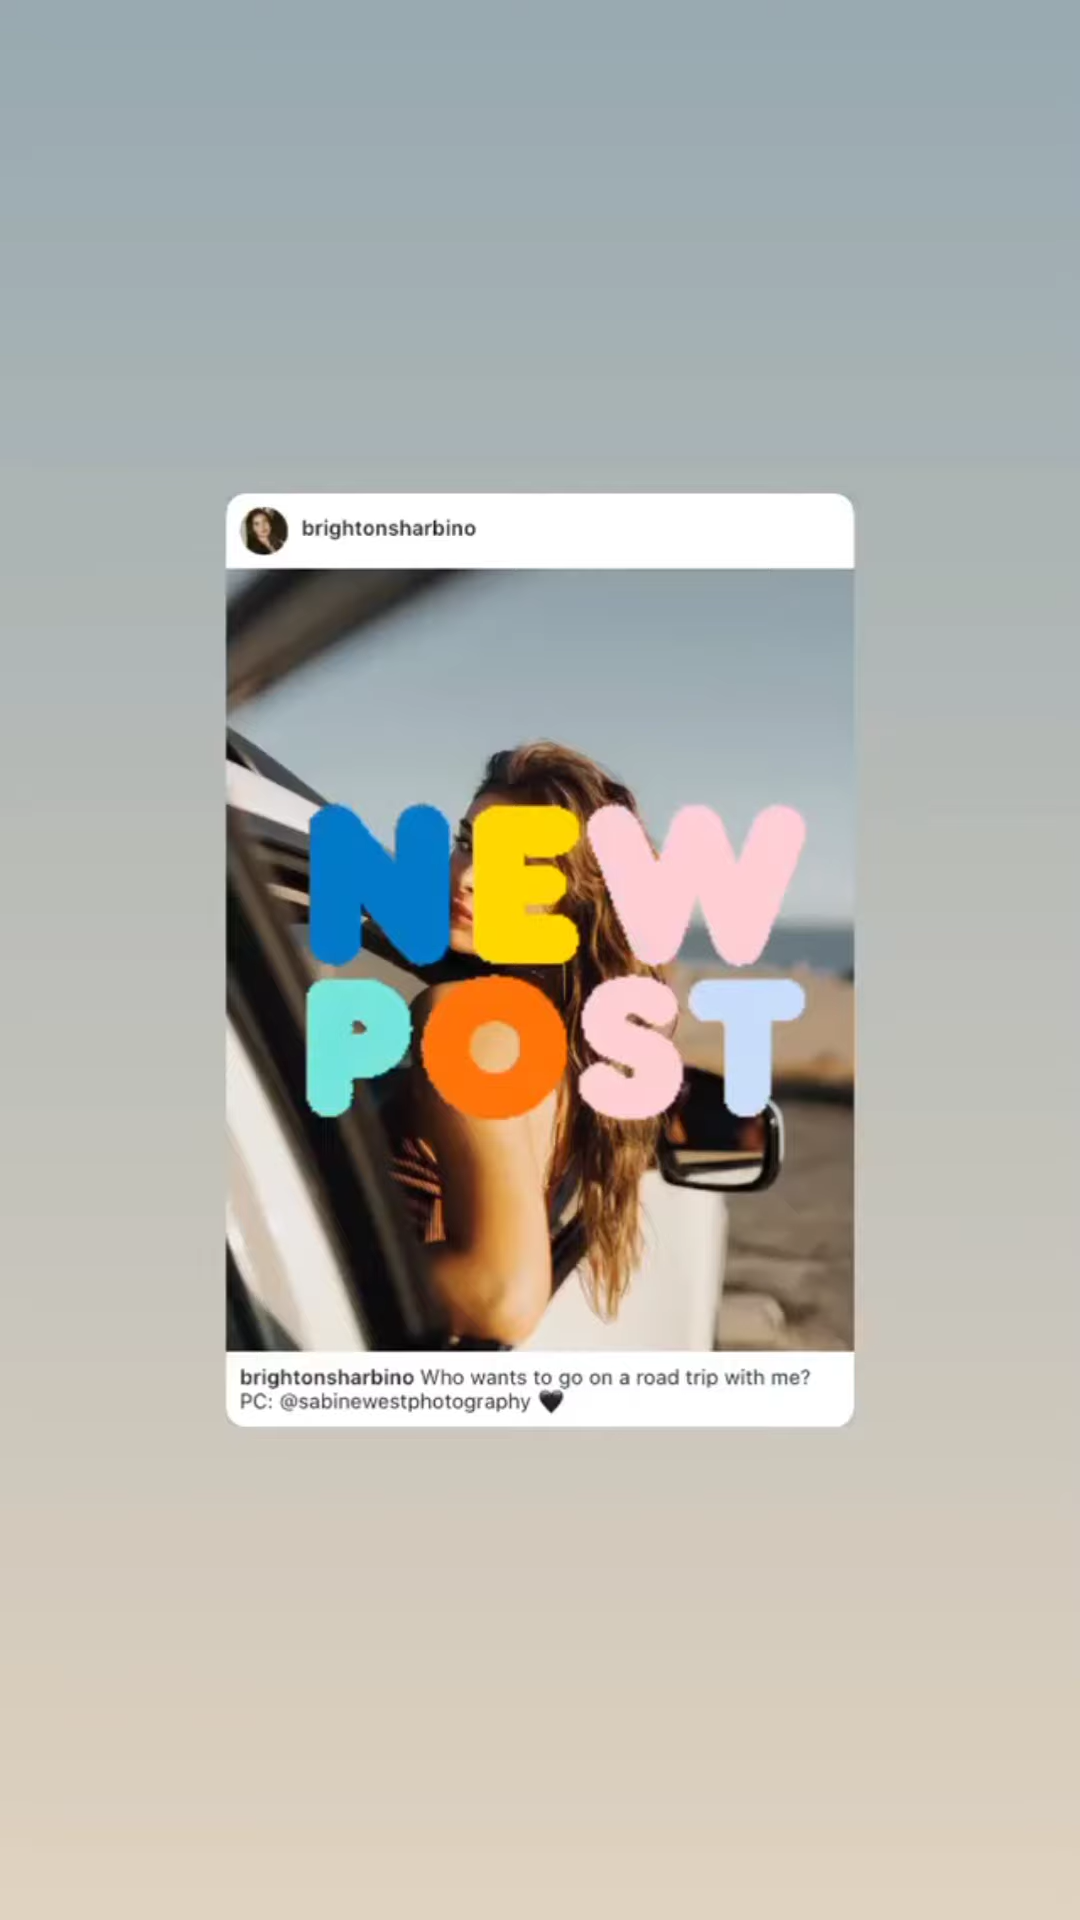 brightonsharbino
NEW
POST
brightonsharbino Who wants to go on a road trip with me?
PC: @sabinewestphotography 🖤